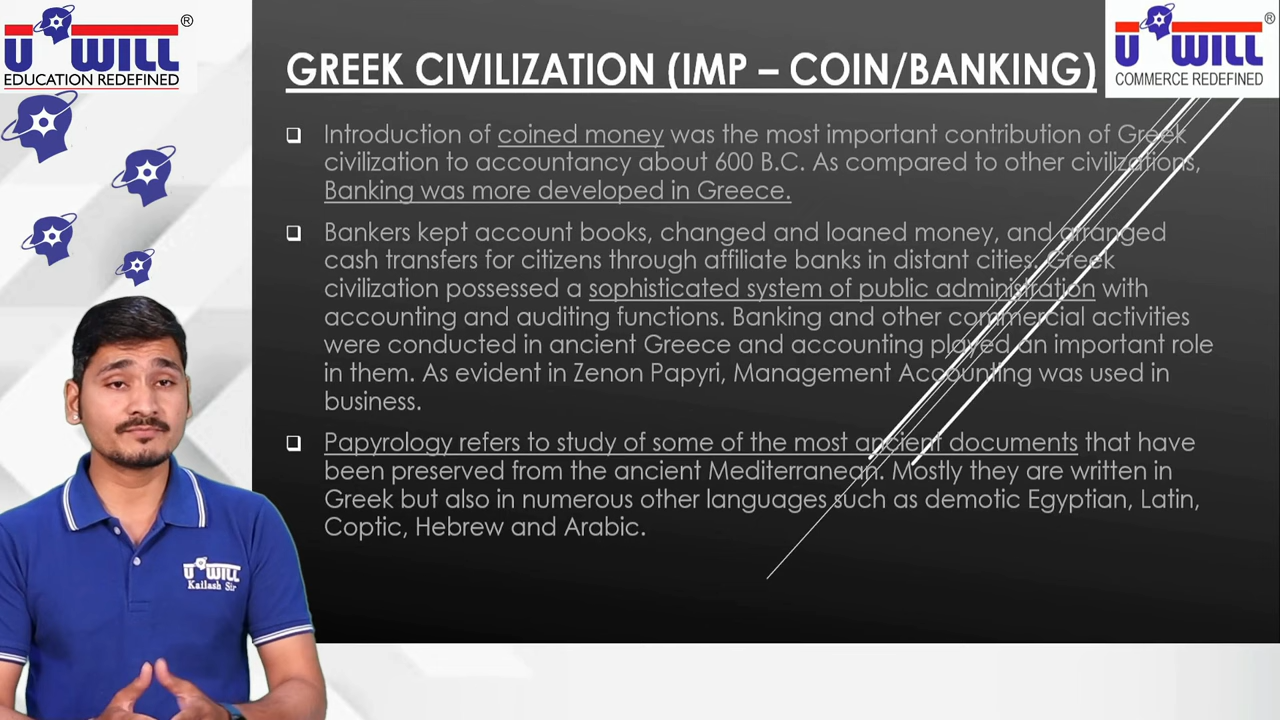 U WILL ®
EDUCATION REDEFINED
U WILL ®
COMMERCE REDEFINED
GREEK CIVILIZATION (IMP – COIN/BANKING)
Introduction of coined money was the most important contribution of Greek
civilization to accountancy about 600 B.C. As compared to other civilizations,
Banking was more developed in Greece.
Bankers kept account books, changed and loaned money, and arranged
cash transfers for citizens through affiliate banks in distant cities. Greek
civilization possessed a sophisticated system of public administration with
accounting and auditing functions. Banking and other commercial activities
were conducted in ancient Greece and accounting played an important role
in them. As evident in Zenon Papyri, Management Accounting was used in
business.
Papyrology refers to study of some of the most ancient documents that have
been preserved from the ancient Mediterranean. Mostly they are written in
Greek but also in numerous other languages such as demotic Egyptian, Latin,
Coptic, Hebrew and Arabic.
U WILL
Kailash Sir